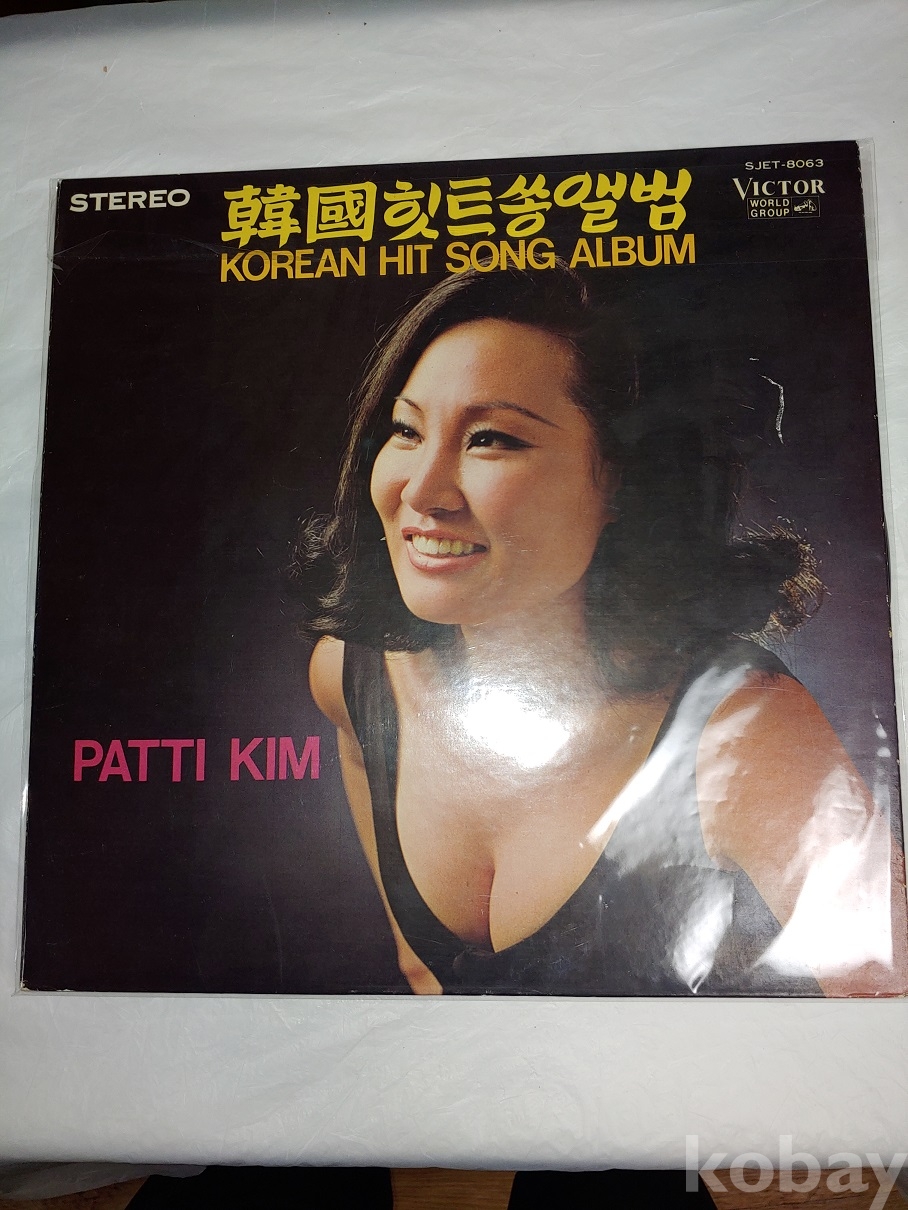 SJET-8063
STEREO
韓國힛트쏭앨범
VICTOR
WORLD
GROUP
KOREAN HIT SONG ALBUM
PATTI KIM
kobay